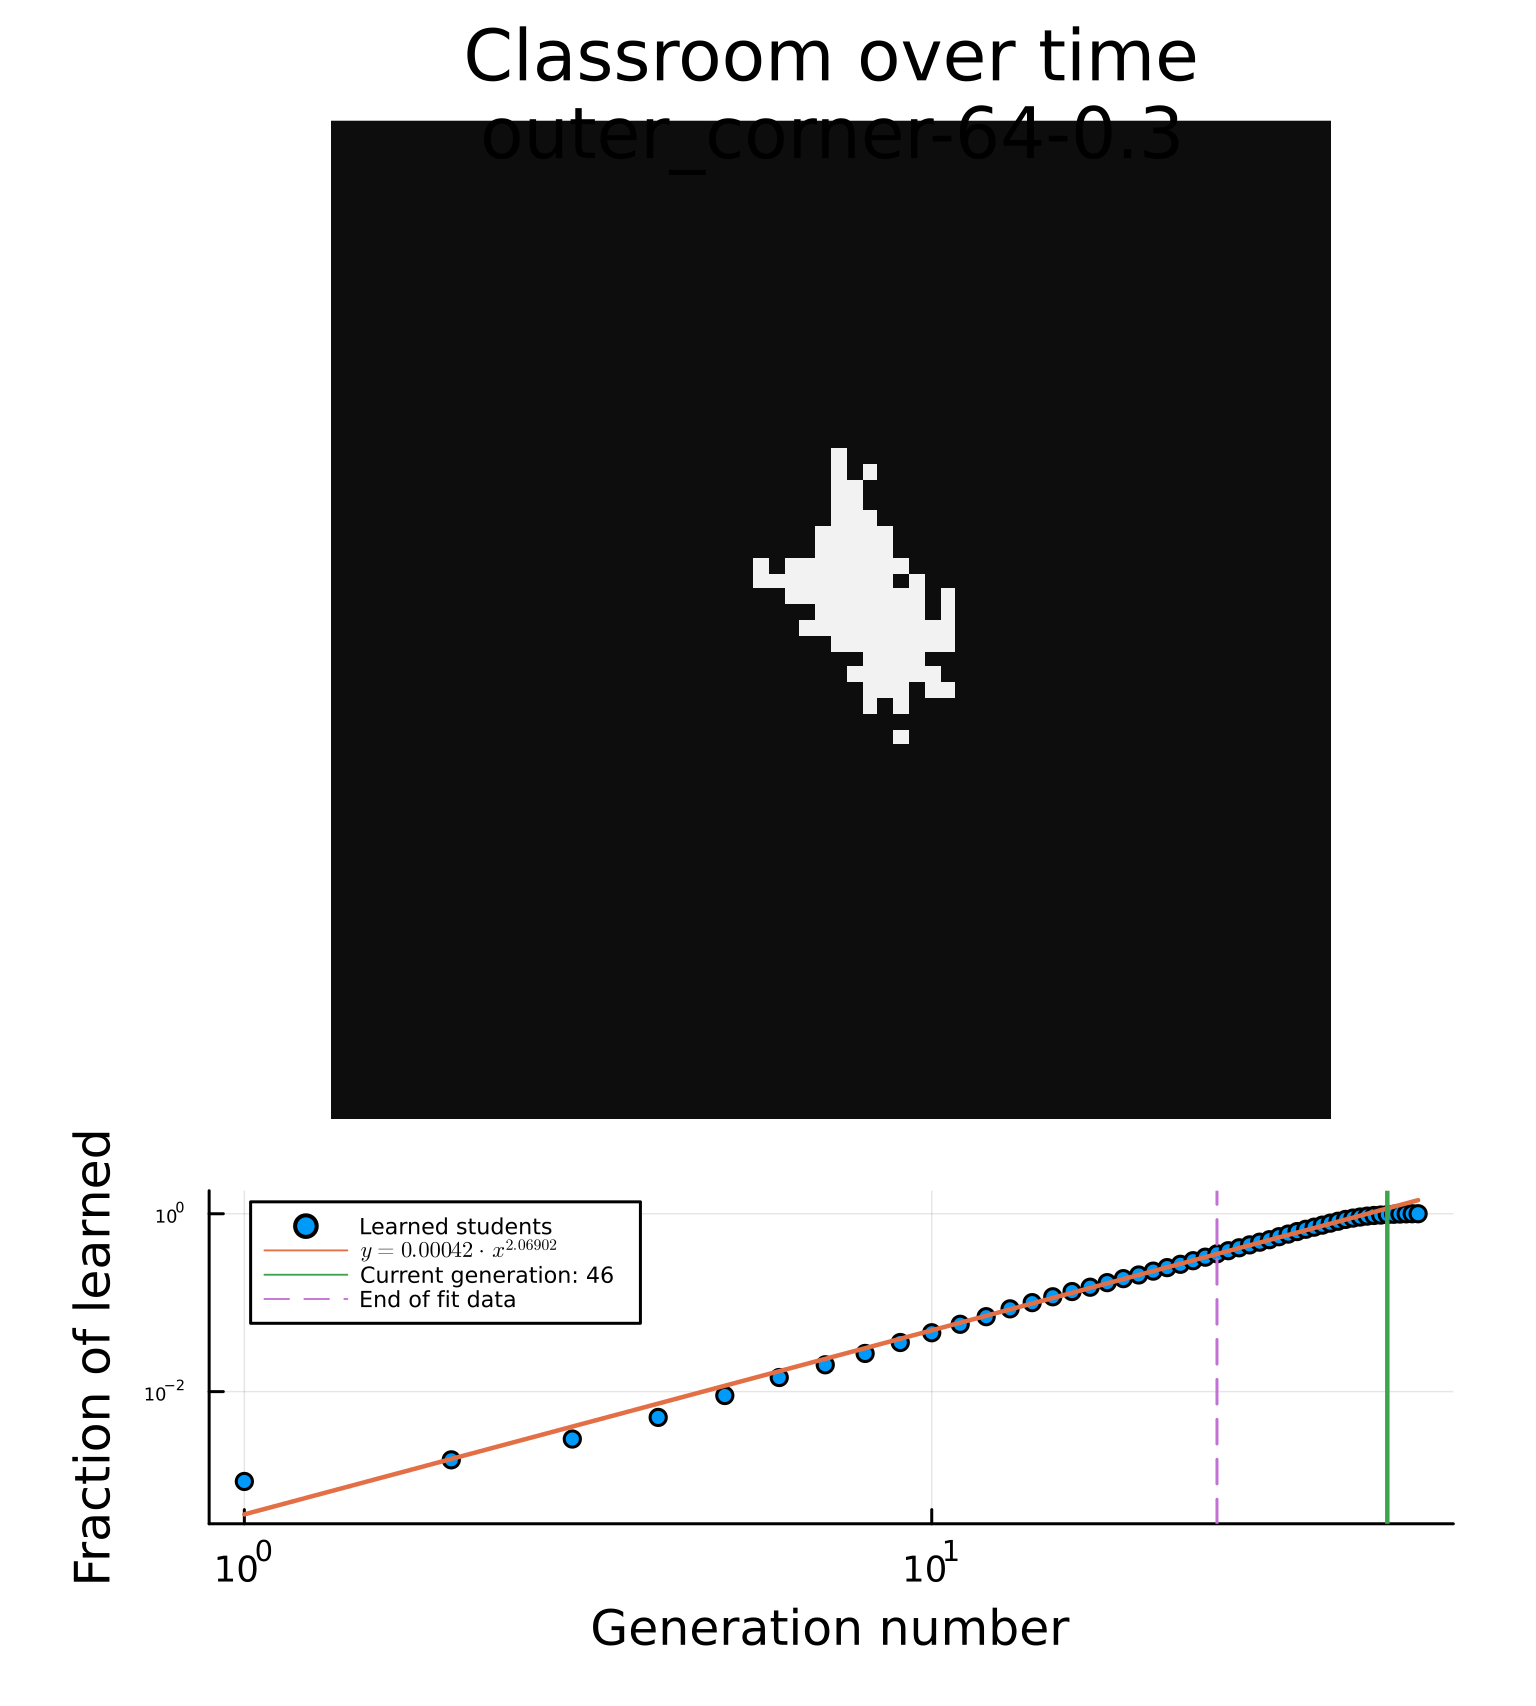 Classroom over time
outer_corner-64-0.3
Fraction of learned
10^0
10^−2
Learned students
y = 0.00042 · x^2.06902
Current generation: 46
End of fit data
10^0
10^1
Generation number